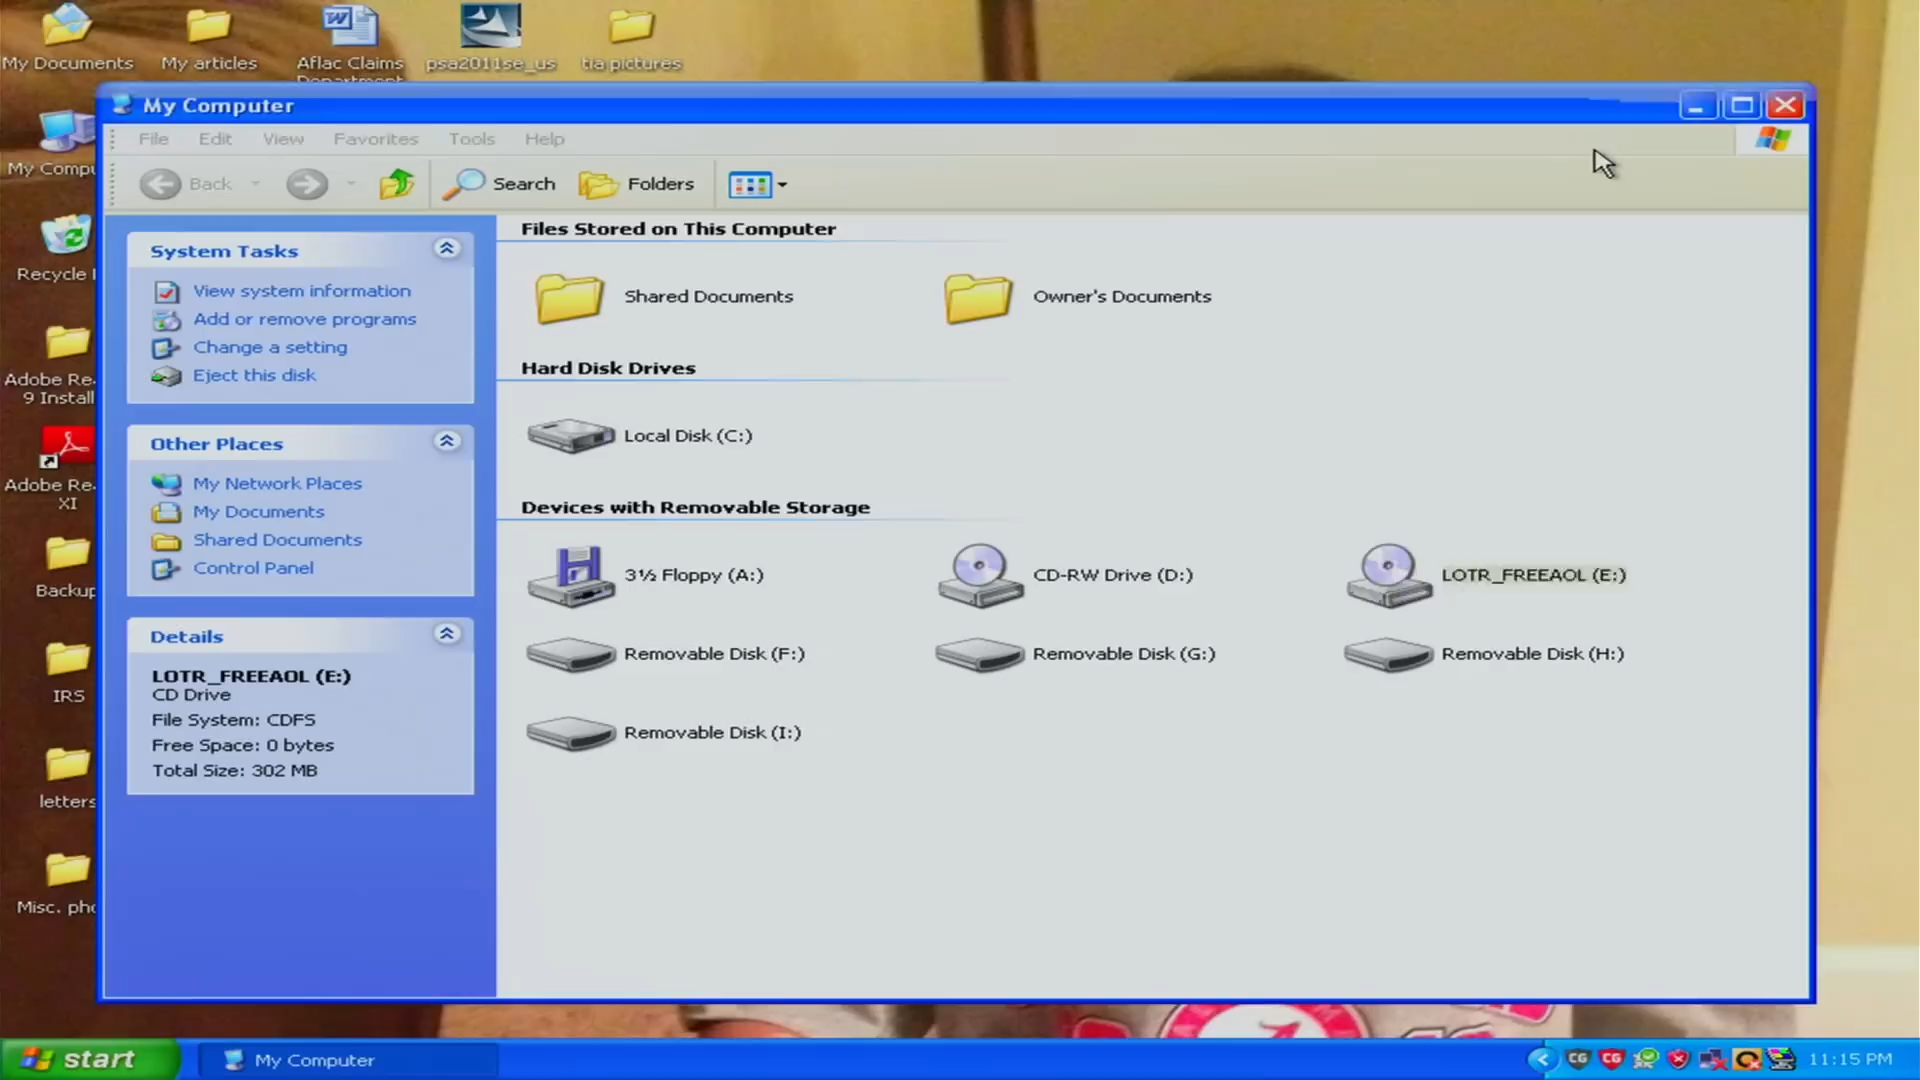 My Documents
My articles
Aflac Claims
Department
psa2011se_us
tia pictures
My Computer
File Edit View Favorites Tools Help
Back
Search
Folders
My Compu
Recycle
Adobe Re
9 Install
Adobe Re
XI
Backup
IRS
letters
Misc. pho
System Tasks
View system information
Add or remove programs
Change a setting
Eject this disk
Other Places
My Network Places
My Documents
Shared Documents
Control Panel
Details
LOTR_FREEAOL (E:)
CD Drive
File System: CDFS
Free Space: 0 bytes
Total Size: 302 MB
Files Stored on This Computer
Shared Documents
Owner's Documents
Hard Disk Drives
Local Disk (C:)
Devices with Removable Storage
3½ Floppy (A:)
CD-RW Drive (D:)
LOTR_FREEAOL (E:)
Removable Disk (F:)
Removable Disk (G:)
Removable Disk (H:)
Removable Disk (I:)
start
My Computer
CG
CG
11:15 PM